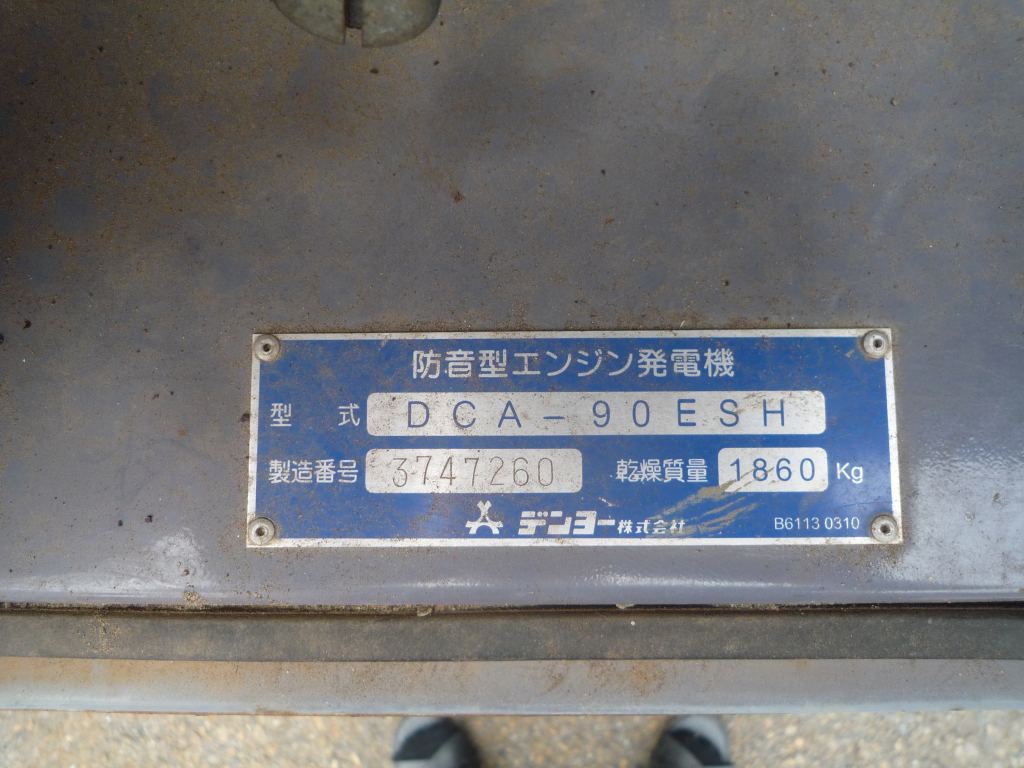 防音型エンジン発電機
型 式 DCA-90ESH
製造番号 3747260 乾燥質量 1860 Kg
デンヨー株式会社 B6113 0310